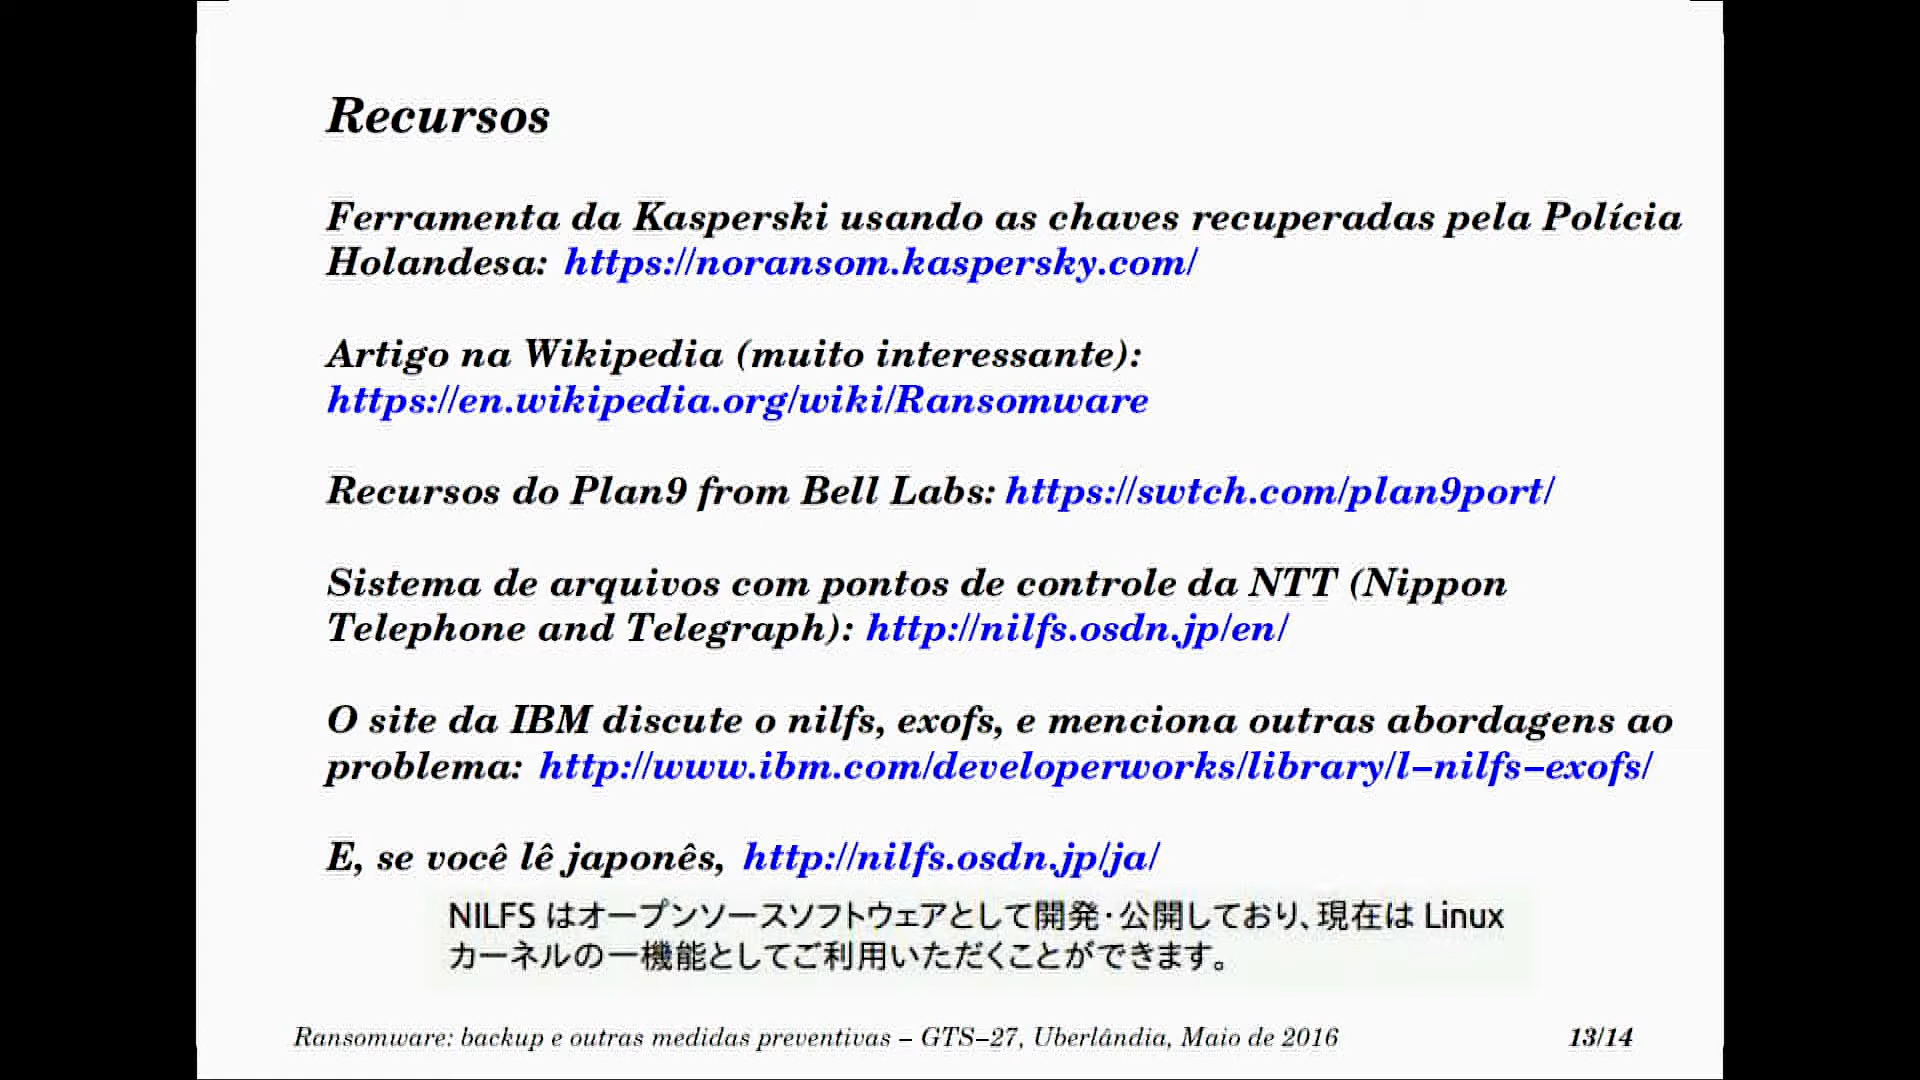 Recursos
Ferramenta da Kasperski usando as chaves recuperadas pela Polícia
Holandesa: https://noransom.kaspersky.com/
Artigo na Wikipedia (muito interessante):
https://en.wikipedia.org/wiki/Ransomware
Recursos do Plan9 from Bell Labs: https://swtch.com/plan9port/
Sistema de arquivos com pontos de controle da NTT (Nippon
Telephone and Telegraph): http://nilfs.osdn.jp/en/
O site da IBM discute o nilfs, exofs, e menciona outras abordagens ao
problema: http://www.ibm.com/developerworks/library/l-nilfs-exofs/
E, se você lê japonês, http://nilfs.osdn.jp/ja/
NILFS はオープンソースソフトウェアとして開発・公開しており、現在は Linux
カーネルの一機能としてご利用いただくことができます。
Ransomware: backup e outras medidas preventivas – GTS–27, Uberlândia, Maio de 2016 13/14